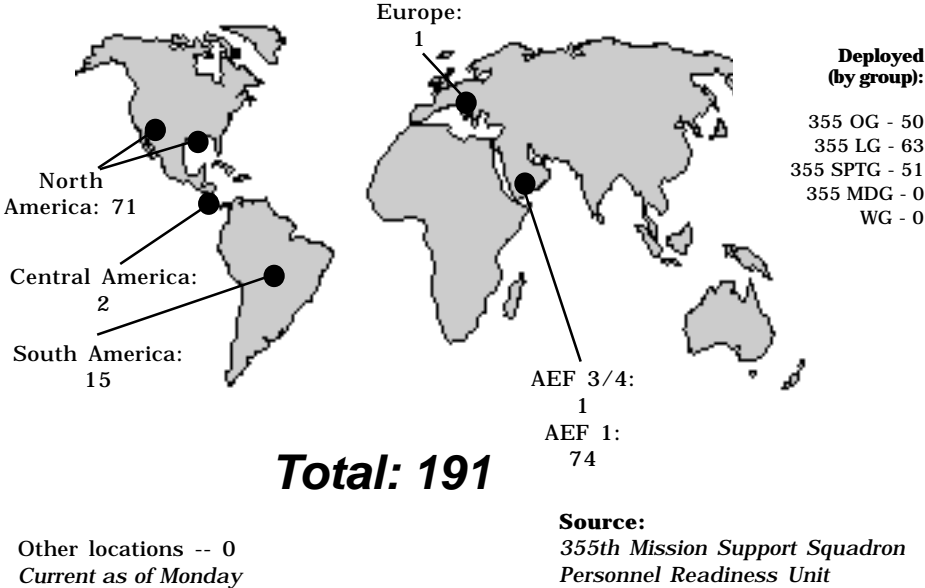 Europe:
1
Deployed
(by group):
355 OG - 50
355 LG - 63
355 SPTG - 51
355 MDG - 0
WG - 0
North
America: 71
Central America:
2
South America:
15
AEF 3/4:
1
AEF 1:
74
Total: 191
Other locations -- 0
Current as of Monday
Source:
355th Mission Support Squadron
Personnel Readiness Unit